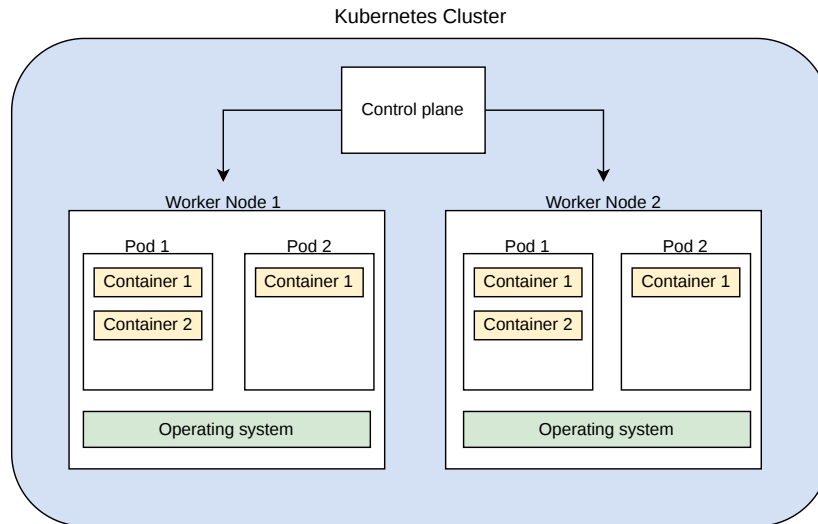 Kubernetes Cluster
Control plane
Worker Node 1
Worker Node 2
Pod 1
Pod 2
Pod 1
Pod 2
Container 1
Container 1
Container 1
Container 1
Container 2
Container 2
Operating system
Operating system